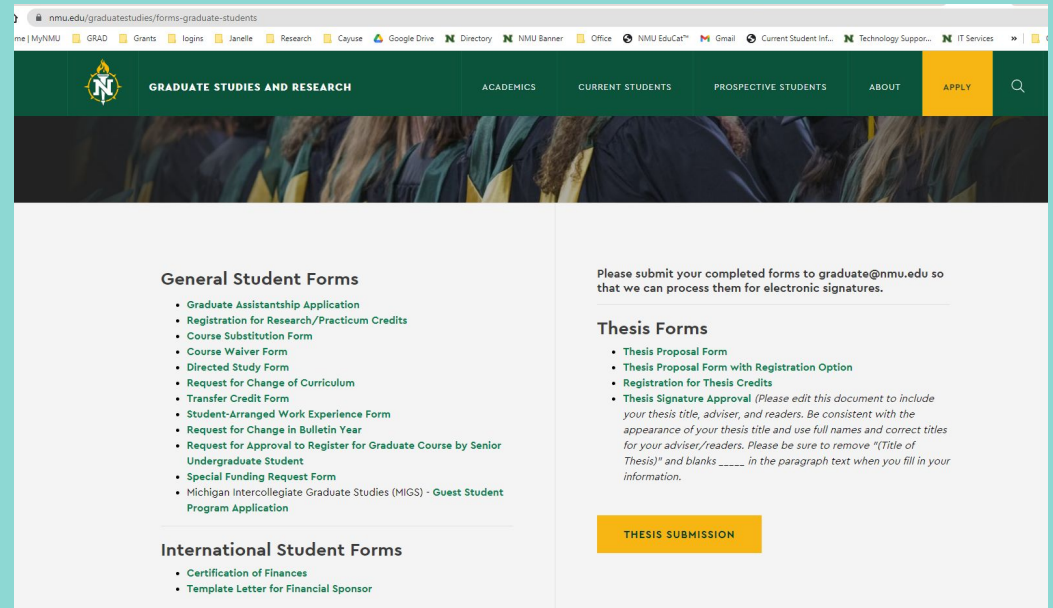 nmu.edu/graduatestudies/forms-graduate-students
me | MyNMU GRAD Grants logins Janelle Research Cayuse Google Drive Directory NMU Banner Office NMU EduCat™ Gmail Current Student Inf... Technology Suppor... IT Services »
N GRADUATE STUDIES AND RESEARCH ACADEMICS CURRENT STUDENTS PROSPECTIVE STUDENTS ABOUT APPLY
General Student Forms
• Graduate Assistantship Application
• Registration for Research/Practicum Credits
• Course Substitution Form
• Course Waiver Form
• Directed Study Form
• Request for Change of Curriculum
• Transfer Credit Form
• Student-Arranged Work Experience Form
• Request for Change in Bulletin Year
• Request for Approval to Register for Graduate Course by Senior
Undergraduate Student
• Special Funding Request Form
• Michigan Intercollegiate Graduate Studies (MIGS) - Guest Student
Program Application
International Student Forms
• Certification of Finances
• Template Letter for Financial Sponsor
Please submit your completed forms to graduate@nmu.edu so
that we can process them for electronic signatures.
Thesis Forms
• Thesis Proposal Form
• Thesis Proposal Form with Registration Option
• Registration for Thesis Credits
• Thesis Signature Approval (Please edit this document to include
your thesis title, adviser, and readers. Be consistent with the
appearance of your thesis title and use full names and correct titles
for your adviser/readers. Please be sure to remove "(Title of
Thesis)" and blanks _____ in the paragraph text when you fill in your
information.
THESIS SUBMISSION